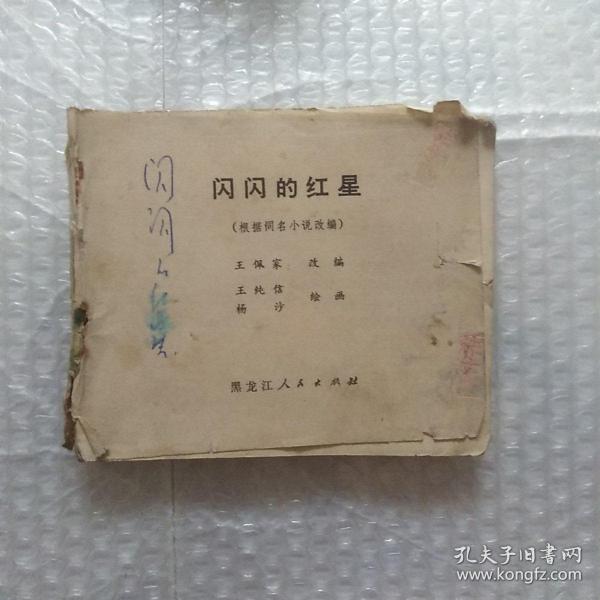 闪闪的红星
闪闪的红星
(根据同名小说改编)
王佩家 改编
王纯信
杨沙 绘画
黑龙江人民出版社
孔夫子旧書网
www.kongfz.com